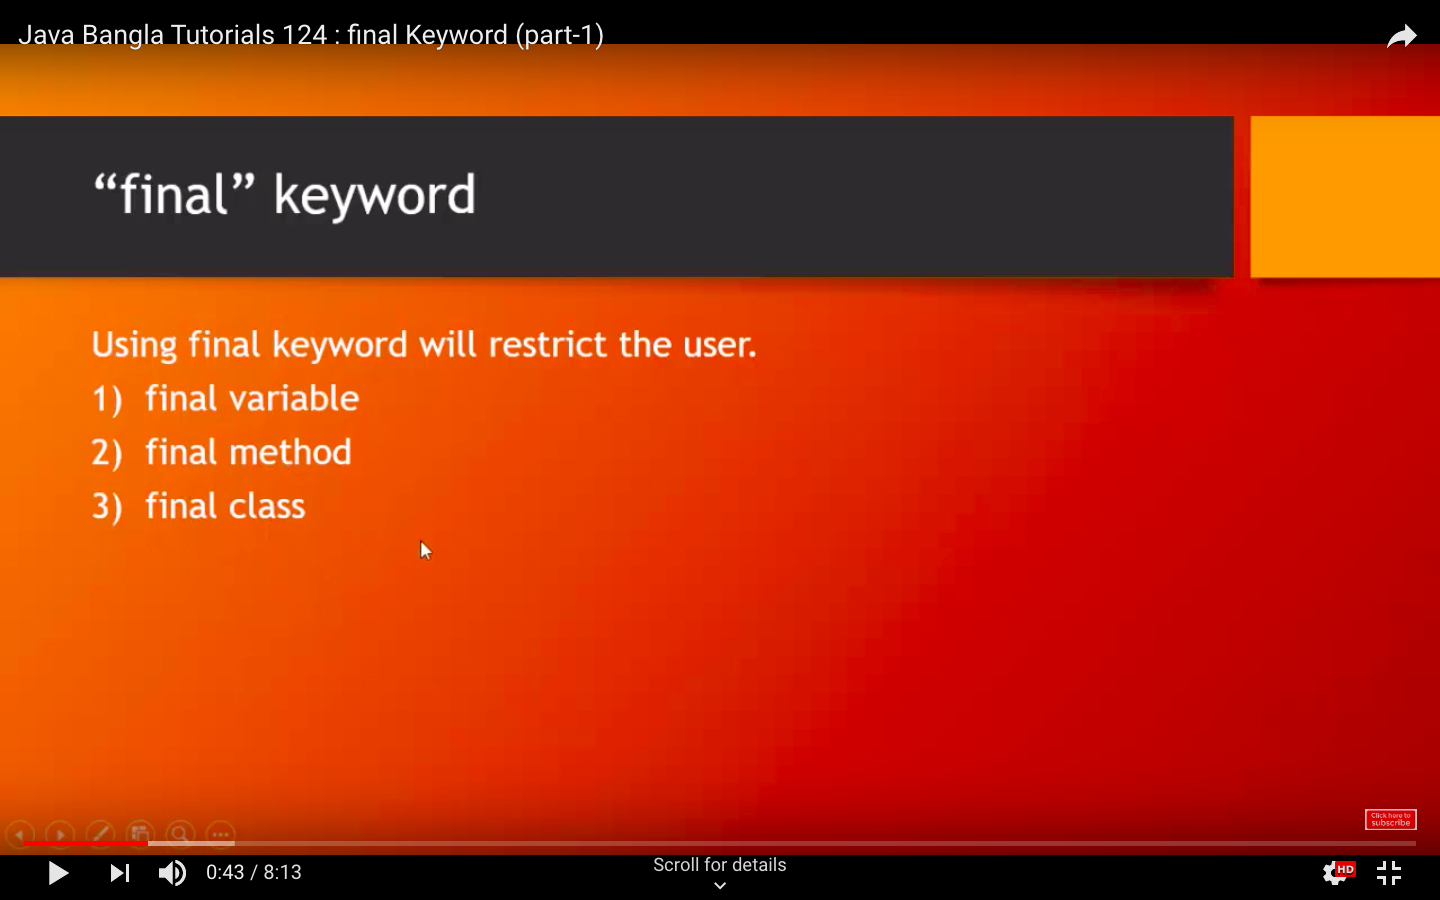 Java Bangla Tutorials 124 : final Keyword (part-1)
“final” keyword
Using final keyword will restrict the user.
1) final variable
2) final method
3) final class
Click here to
subscribe
0:43 / 8:13
Scroll for details
HD